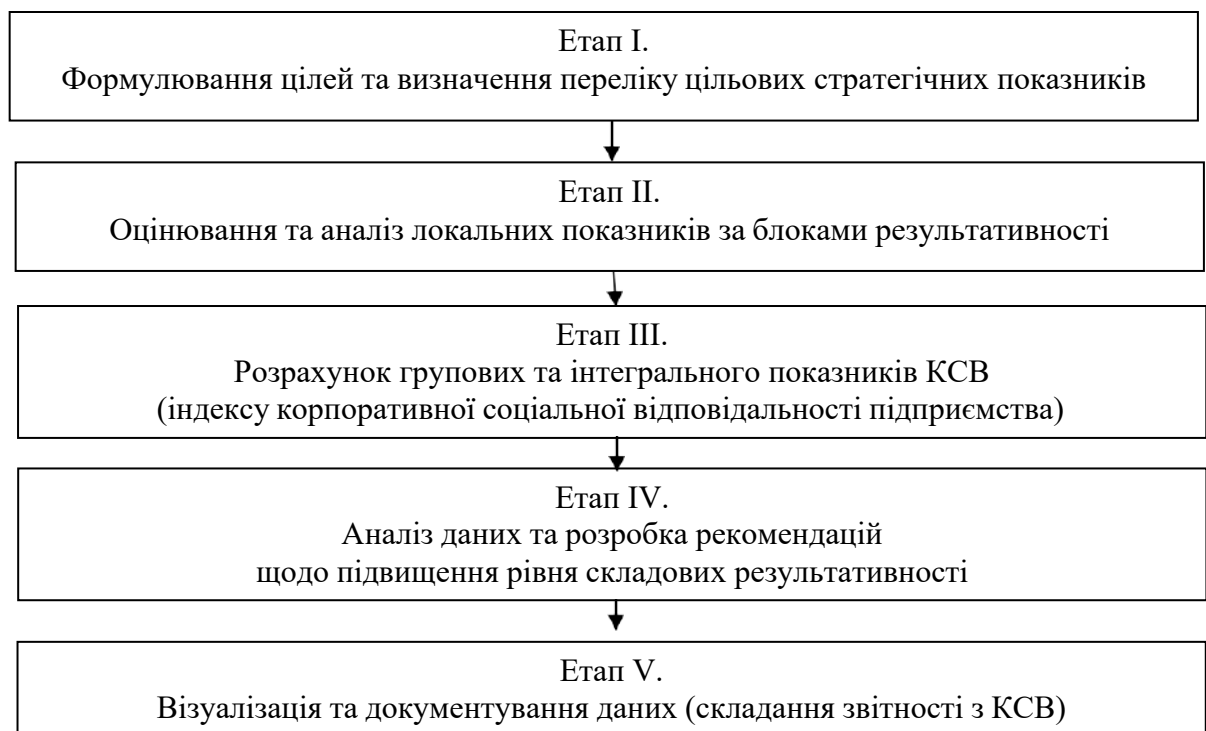 Етап I.
Формулювання цілей та визначення переліку цільових стратегічних показників
Етап II.
Оцінювання та аналіз локальних показників за блоками результативності
Етап III.
Розрахунок групових та інтегрального показників КСВ
(індексу корпоративної соціальної відповідальності підприємства)
Етап IV.
Аналіз даних та розробка рекомендацій
щодо підвищення рівня складових результативності
Етап V.
Візуалізація та документування даних (складання звітності з КСВ)